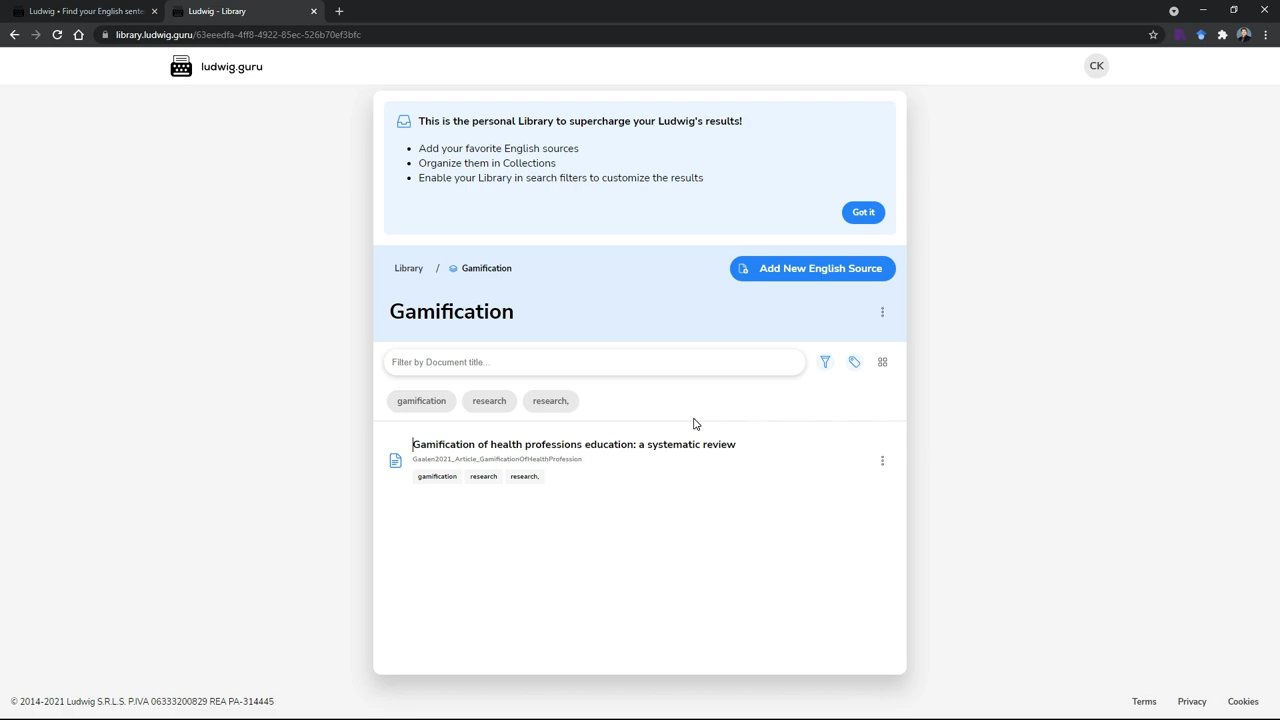 Ludwig • Find your English sente
Ludwig - Library
library.ludwig.guru/63eeedfa-4ff8-4922-85ec-526b70ef3bfc
ludwig.guru
CK
This is the personal Library to supercharge your Ludwig's results!
• Add your favorite English sources
• Organize them in Collections
• Enable your Library in search filters to customize the results
Got it
Library / Gamification
Add New English Source
Gamification
Filter by Document title...
gamification research research,
Gamification of health professions education: a systematic review
Gaalen2021_Article_GamificationOfHealthProfession
gamification research research,
© 2014-2021 Ludwig S.R.L.S. P.IVA 06333200829 REA PA-314445
Terms Privacy Cookies